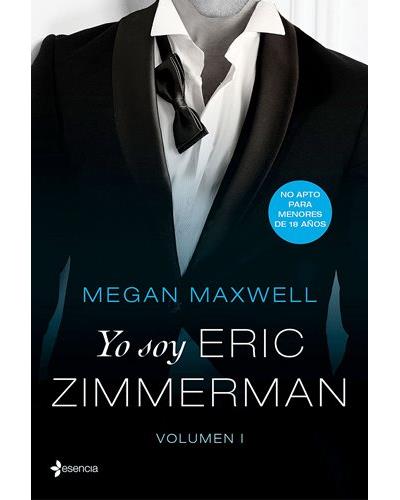 NO APTO
PARA
MENORES
DE 18 AÑOS
MEGAN MAXWELL
Yo soy ERIC
ZIMMERMAN
VOLUMEN I
esencia